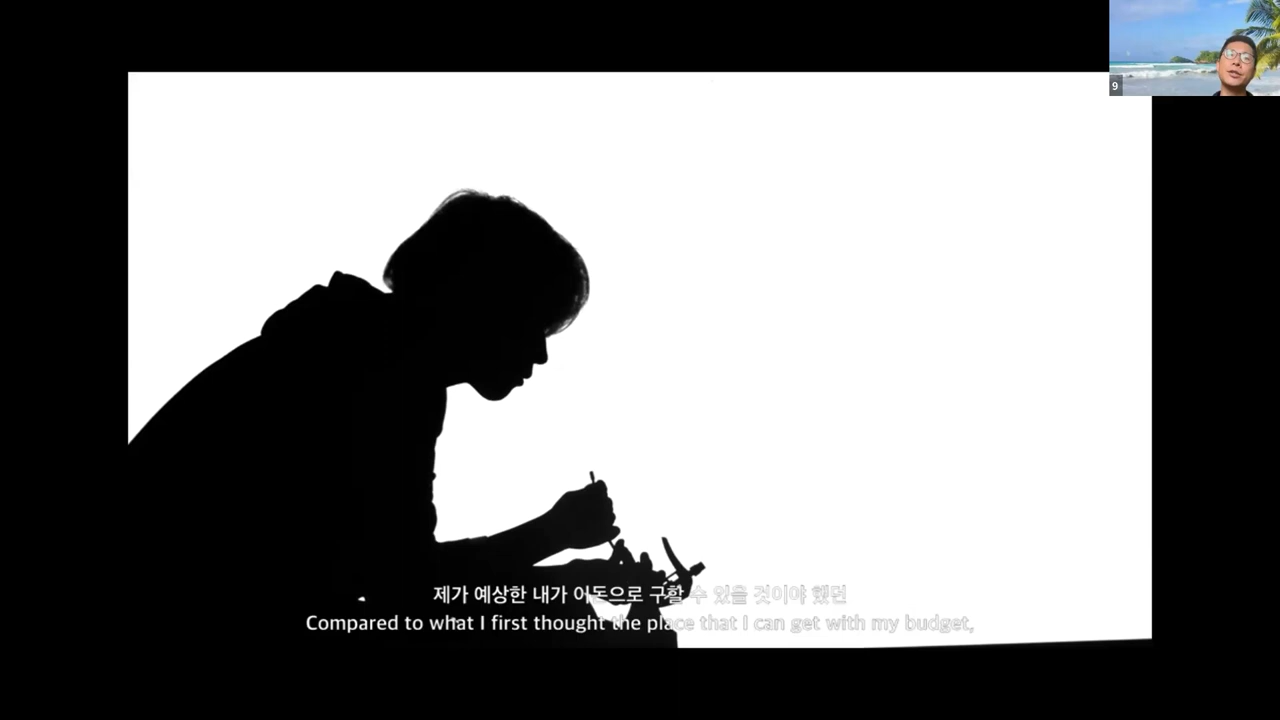 9
제가 예상한 내가 이돈으로 구할 수 있을 것이야 했던
Compared to what I first thought the place that I can get with my budget,